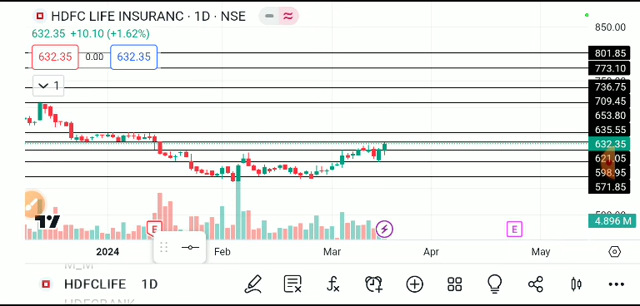 HDFC LIFE INSURANC · 1D · NSE
632.35 +10.10 (+1.62%)
632.35 0.00 632.35
1
850.00
801.85
773.10
736.75
709.45
653.80
635.55
632.35
621.05
598.95
571.85
4.896 M
E
E
2024 Feb Mar Apr May
M_M
HDFCLIFE 1D
HDFCBANK